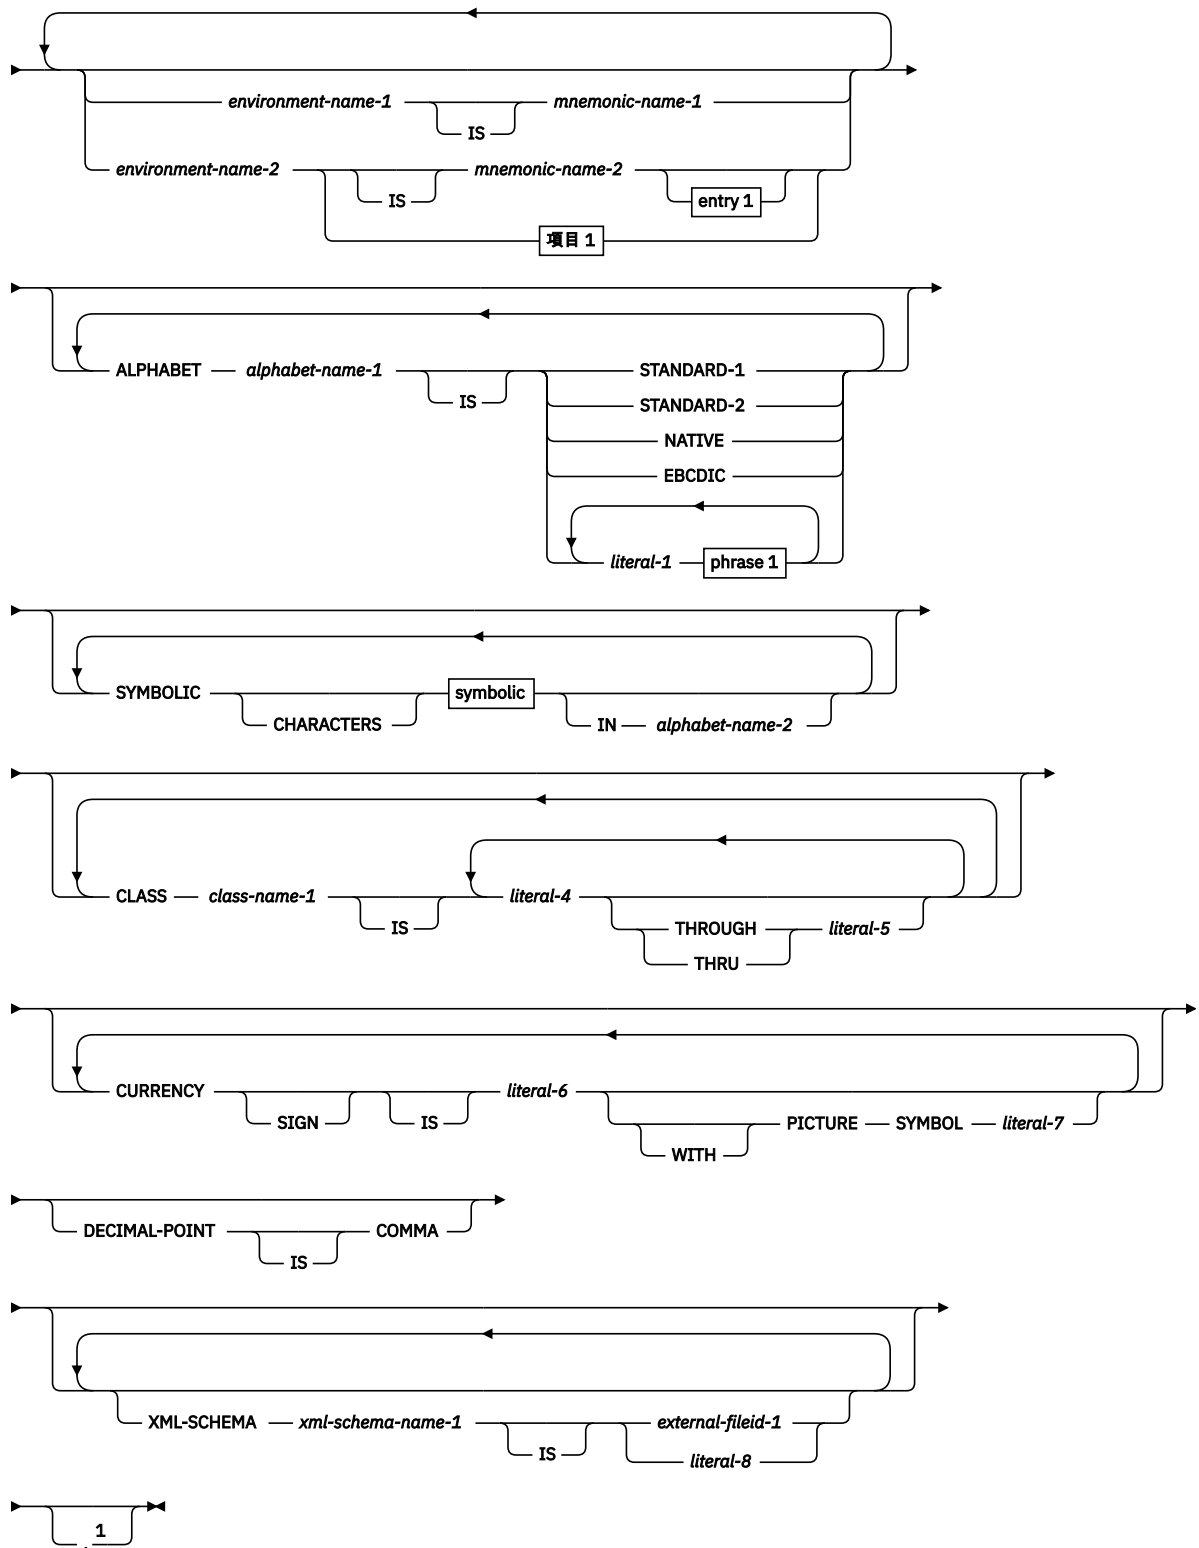 environment-name-1 mnemonic-name-1
IS
environment-name-2 mnemonic-name-2
IS entry 1
項目 1
ALPHABET alphabet-name-1 STANDARD-1
IS STANDARD-2
NATIVE
EBCDIC
literal-1 phrase 1
SYMBOLIC symbolic
CHARACTERS IN alphabet-name-2
CLASS class-name-1 literal-4
IS THROUGH literal-5
THRU
CURRENCY literal-6
SIGN IS PICTURE SYMBOL literal-7
WITH
DECIMAL-POINT COMMA
IS
XML-SCHEMA xml-schema-name-1 external-fileid-1
IS literal-8
1